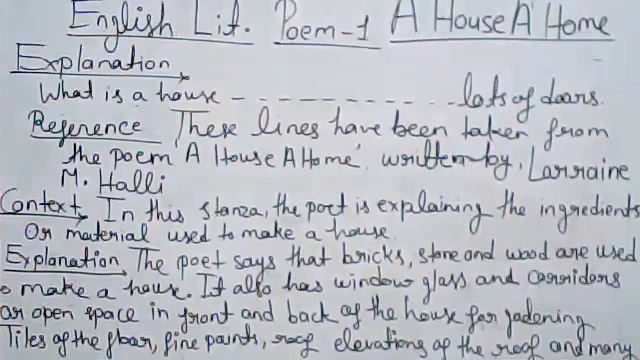 English Lit. Poem-1 A House A Home
Explanation
What is a house ------------ lots of doors.
Reference These lines have been taken from
the poem A House A Home' written by, Larraine
M. Halli
Context In this stanza, the poet is explaining the ingredients
Or material used to make a house.
Explanation The poet says that bricks, stone and wood are used
to make a house. It also has window glass and corridors
or open space in front and back of the house for gadening
Tiles of the floor, fine paints, roof elevations of the roof and many